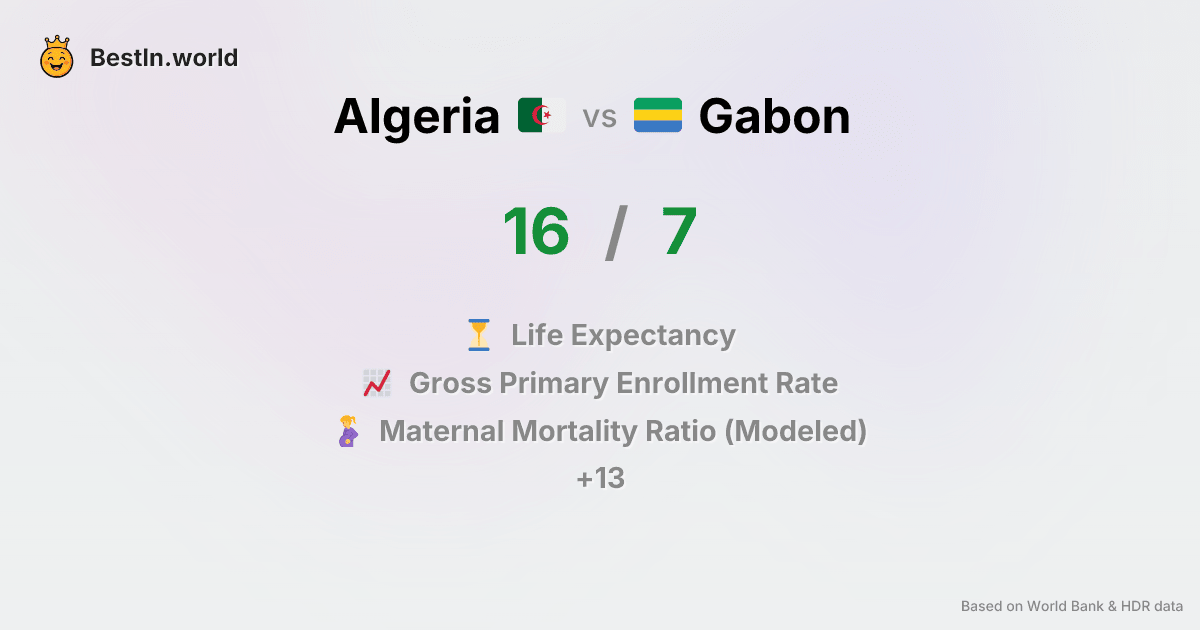 BestIn.world
Algeria vs Gabon
16 / 7
Life Expectancy
Gross Primary Enrollment Rate
Maternal Mortality Ratio (Modeled)
+13
Based on World Bank & HDR data